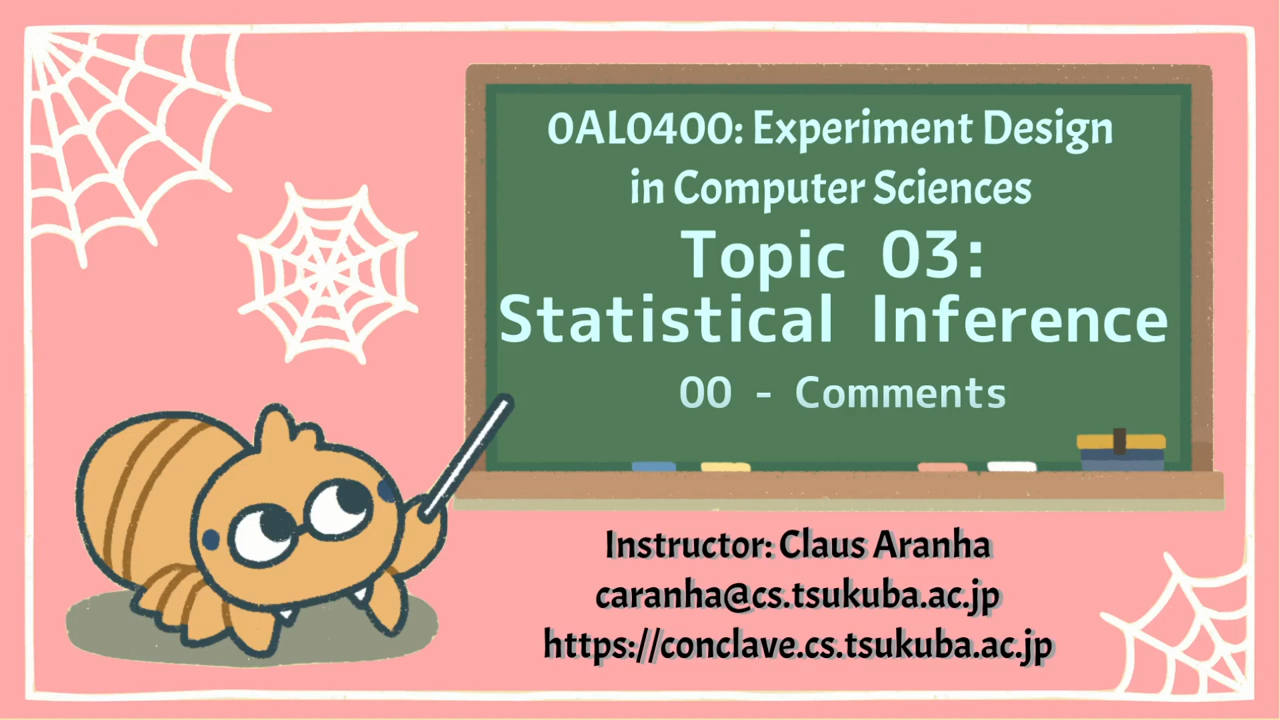 0AL0400: Experiment Design
in Computer Sciences
Topic 03:
Statistical Inference
00 - Comments
Instructor: Claus Aranha
caranha@cs.tsukuba.ac.jp
https://conclave.cs.tsukuba.ac.jp